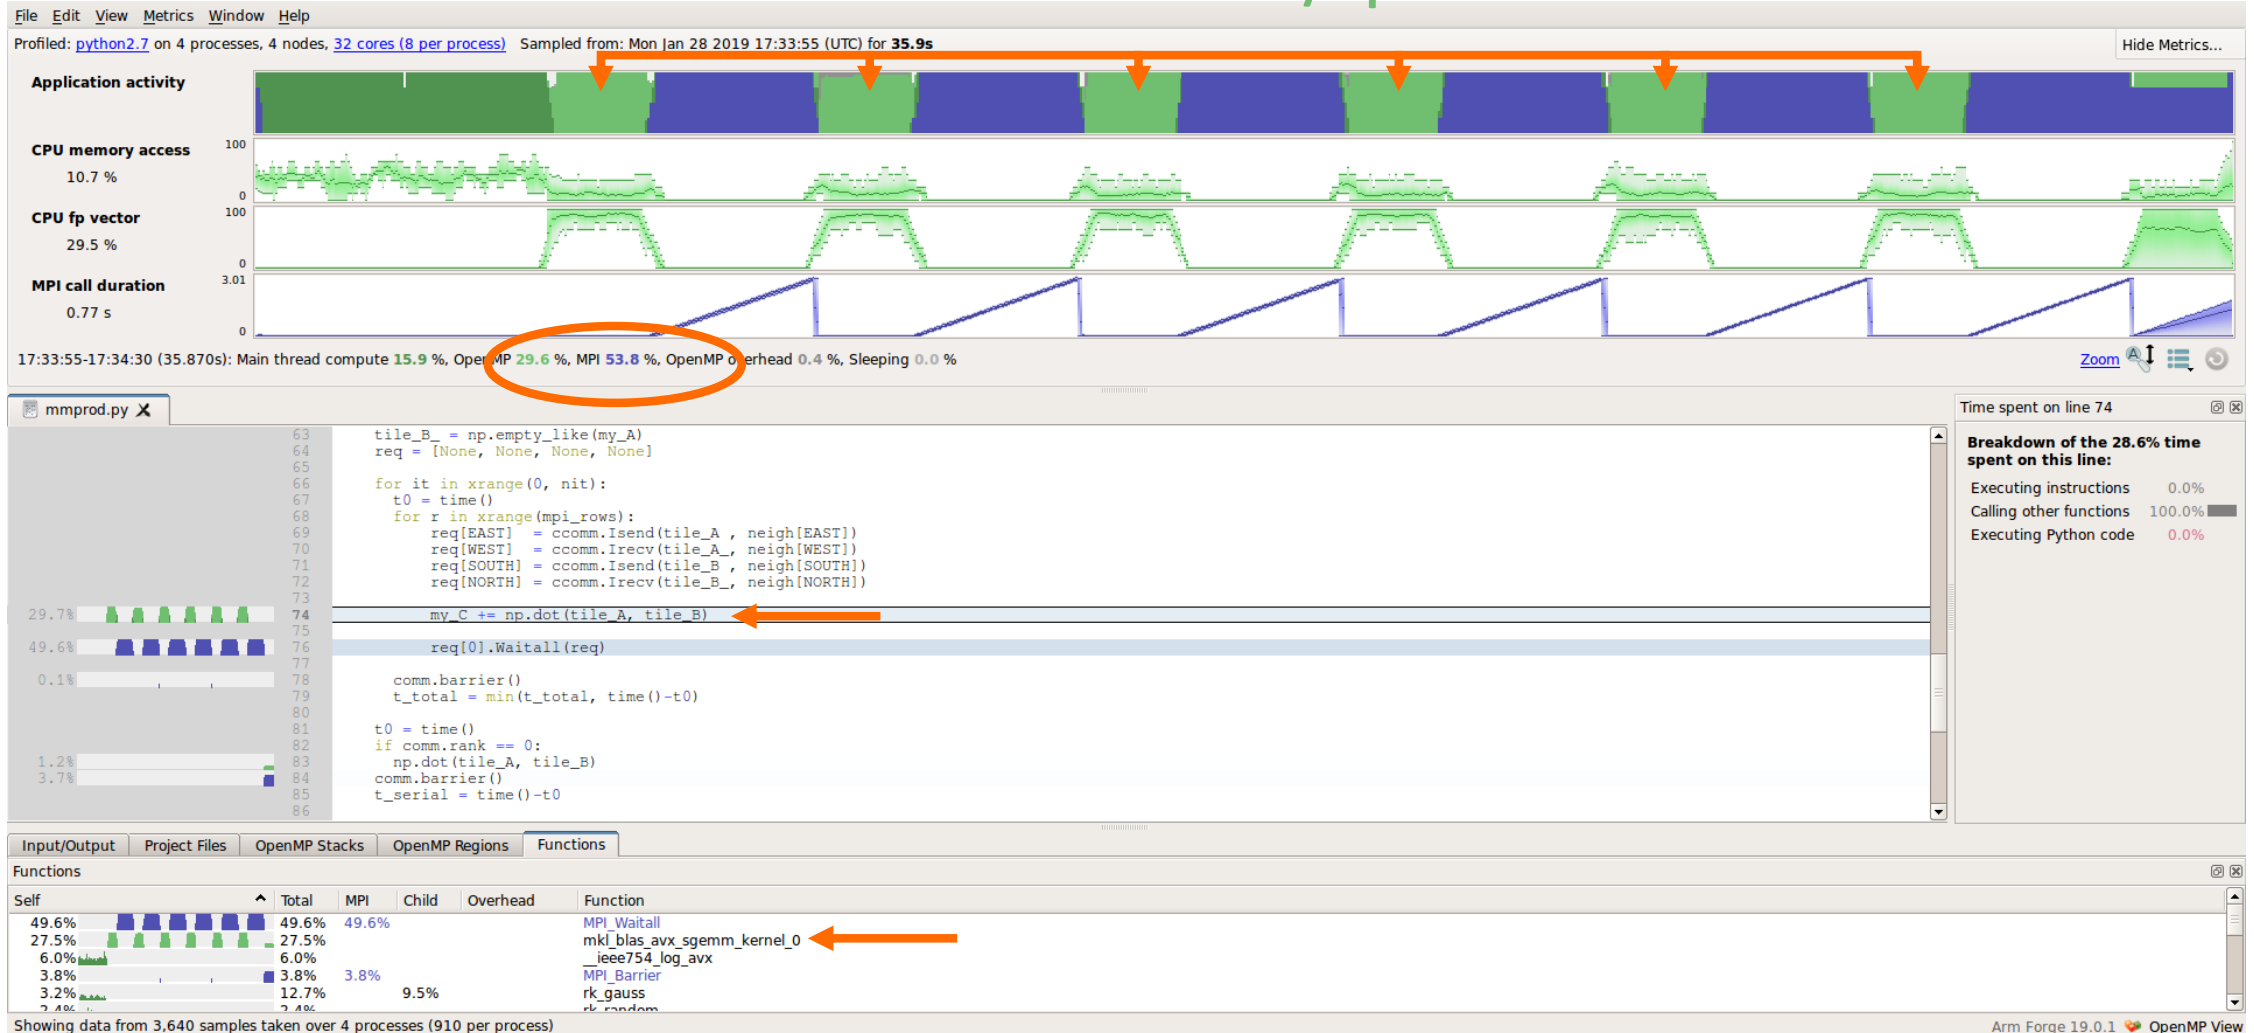 File Edit View Metrics Window Help
Profiled: python2.7 on 4 processes, 4 nodes, 32 cores (8 per process) Sampled from: Mon Jan 28 2019 17:33:55 (UTC) for 35.9s Hide Metrics...
Application activity
CPU memory access 100
10.7 %
0
CPU fp vector 100
29.5 %
0
MPI call duration 3.01
0.77 s
0
17:33:55-17:34:30 (35.870s): Main thread compute 15.9 %, OpenMP 29.6 %, MPI 53.8 %, OpenMP overhead 0.4 %, Sleeping 0.0 % Zoom
mmprod.py X Time spent on line 74
63 tile_B_ = np.empty_like(my_A)
64 req = [None, None, None, None]
65
66 for it in xrange(0, nit):
67 t0 = time()
68 for r in xrange(mpi_rows):
69 req[EAST] = ccomm.Isend(tile_A , neigh[EAST])
70 req[WEST] = ccomm.Irecv(tile_A_, neigh[WEST])
71 req[SOUTH] = ccomm.Isend(tile_B , neigh[SOUTH])
72 req[NORTH] = ccomm.Irecv(tile_B_, neigh[NORTH])
73
29.7% 74 my_C += np.dot(tile_A, tile_B)
75
49.6% 76 req[0].Waitall(req)
77
0.1% 78 comm.barrier()
79 t_total = min(t_total, time()-t0)
80
81 t0 = time()
82 if comm.rank == 0:
1.2% 83 np.dot(tile_A, tile_B)
3.7% 84 comm.barrier()
85 t_serial = time()-t0
86
Breakdown of the 28.6% time
spent on this line:
Executing instructions 0.0%
Calling other functions 100.0%
Executing Python code 0.0%
Input/Output Project Files OpenMP Stacks OpenMP Regions Functions
Functions
Self Total MPI Child Overhead Function
49.6% 49.6% 49.6% MPI_Waitall
27.5% 27.5% mkl_blas_avx_sgemm_kernel_0
6.0% 6.0% __ieee754_log_avx
3.8% 3.8% 3.8% MPI_Barrier
3.2% 12.7% 9.5% rk_gauss
2.4% 2.4% rk_random
Showing data from 3,640 samples taken over 4 processes (910 per process) Arm Forge 19.0.1 OpenMP View